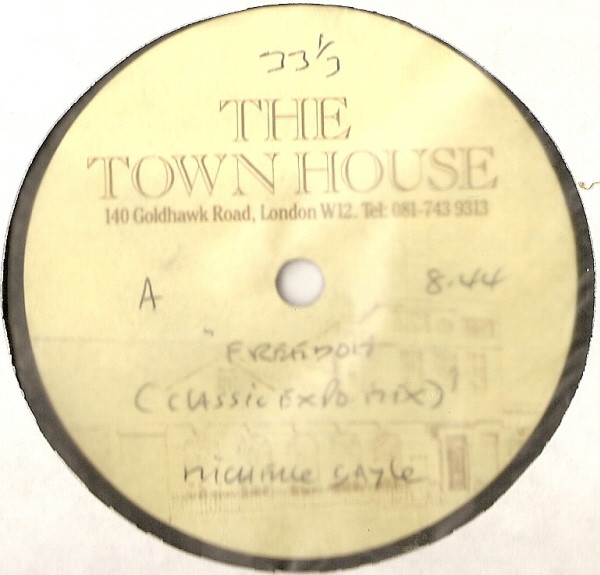 33⅓
THE
TOWN HOUSE
140 Goldhawk Road, London W12. Tel: 081-743 9313
A 8.44
"FREEDOM
(CLASSIC EXPO MIX)"
MICHELLE GAYLE